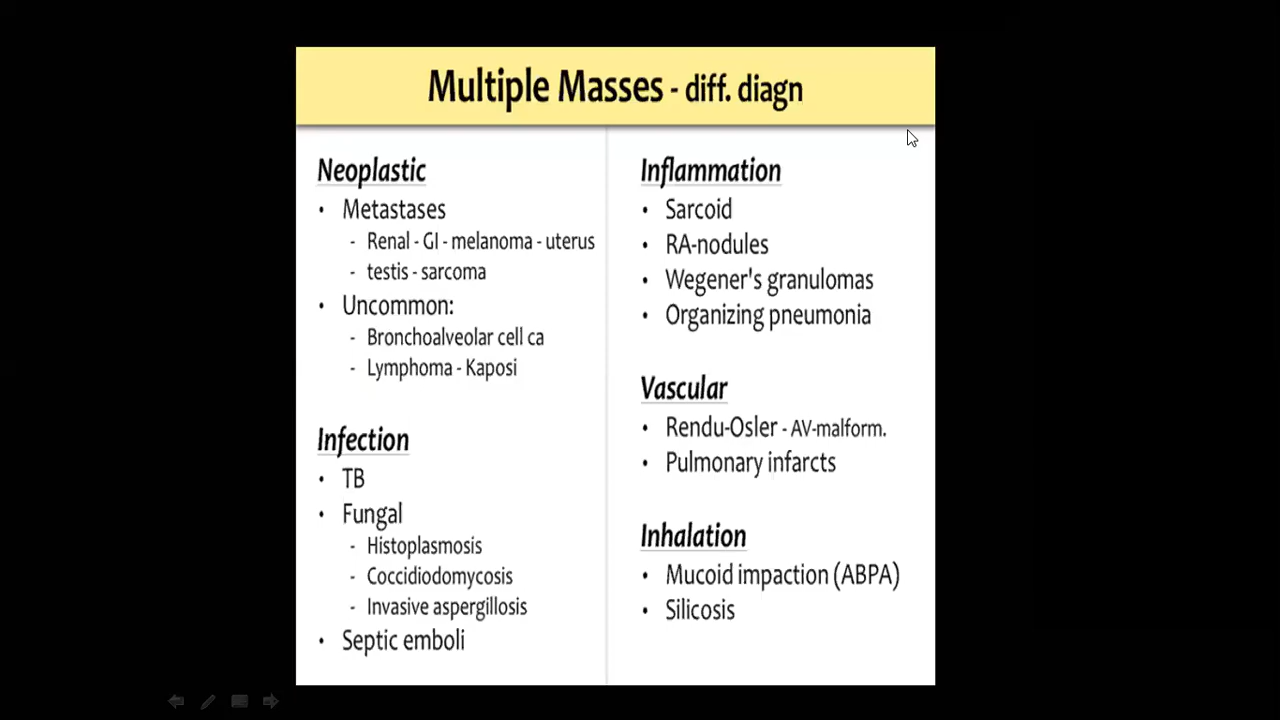 Multiple Masses - diff. diagn
Neoplastic
• Metastases
- Renal - GI - melanoma - uterus
- testis - sarcoma
• Uncommon:
- Bronchoalveolar cell ca
- Lymphoma - Kaposi
Infection
• TB
• Fungal
- Histoplasmosis
- Coccidiodomycosis
- Invasive aspergillosis
• Septic emboli
Inflammation
• Sarcoid
• RA-nodules
• Wegener's granulomas
• Organizing pneumonia
Vascular
• Rendu-Osler - AV-malform.
• Pulmonary infarcts
Inhalation
• Mucoid impaction (ABPA)
• Silicosis